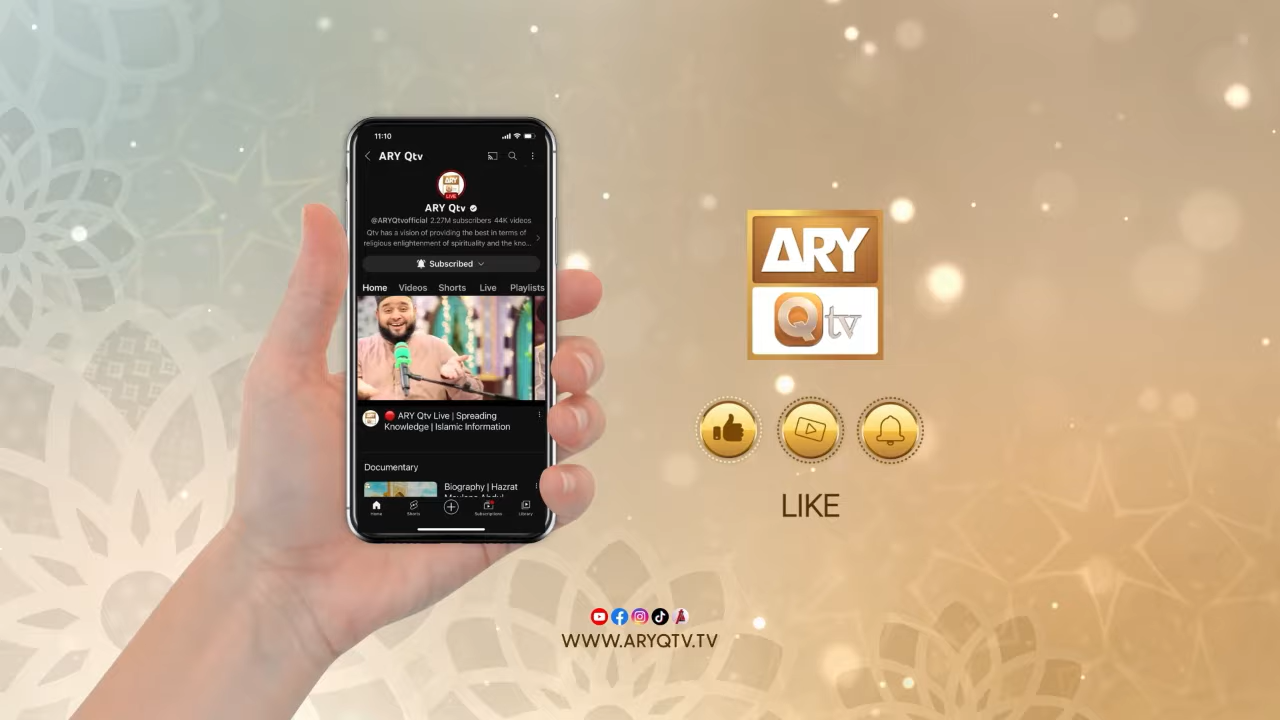 11:10
ARY Qtv
ARY
LIVE
ARY Qtv
@ARYQtvofficial 2.27M subscribers 44K videos
Qtv has a vision of providing the best in terms of
religious enlightenment of spirituality and the kno...
Subscribed
Home Videos Shorts Live Playlists
ARY Qtv Live | Spreading
Knowledge | Islamic Information
Documentary
Biography | Hazrat
Home Shorts Subscriptions Library
ARY
Qtv
LIKE
WWW.ARYQTV.TV